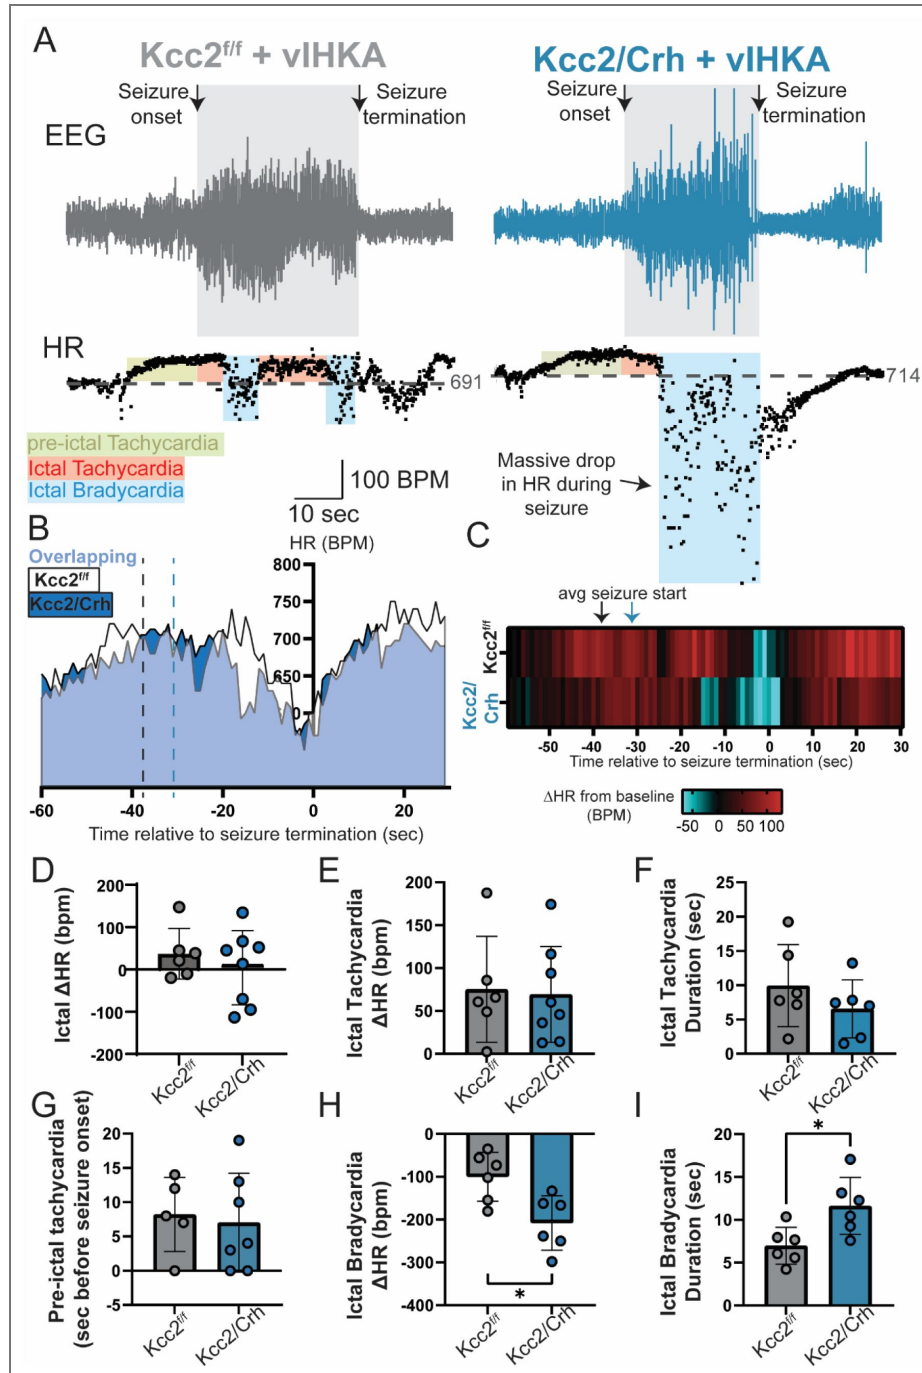 A
Kcc2f/f + vIHKA
Kcc2/Crh + vIHKA
Seizure onset
Seizure termination
Seizure onset
Seizure termination
EEG
HR
691
714
pre-ictal Tachycardia
Ictal Tachycardia
Ictal Bradycardia
100 BPM
10 sec
Massive drop
in HR during
seizure
B
Overlapping
Kcc2f/f
Kcc2/Crh
HR (BPM)
800
750
700
650
0
-60
-40
-20
0
20
Time relative to seizure termination (sec)
C
avg seizure start
Kcc2f/f
Kcc2/
Crh
-50 -40 -30 -20 -10 0 10 20 30
Time relative to seizure termination (sec)
ΔHR from baseline
(BPM)
-50 0 50 100
D
Ictal ΔHR (bpm)
200
100
0
-100
-200
Kcc2f/f
Kcc2/Crh
E
Ictal Tachycardia
ΔHR (bpm)
200
150
100
50
0
Kcc2f/f
Kcc2/Crh
F
Ictal Tachycardia
Duration (sec)
25
20
15
10
5
0
Kcc2f/f
Kcc2/Crh
G
Pre-ictal tachycardia
(sec before seizure onset)
20
15
10
5
0
-5
Kcc2f/f
Kcc2/Crh
H
Ictal Bradycardia
ΔHR (bpm)
0
-100
-200
-300
-400
*
Kcc2f/f
Kcc2/Crh
I
Ictal Bradycardia
Duration (sec)
20
15
10
5
0
*
Kcc2f/f
Kcc2/Crh